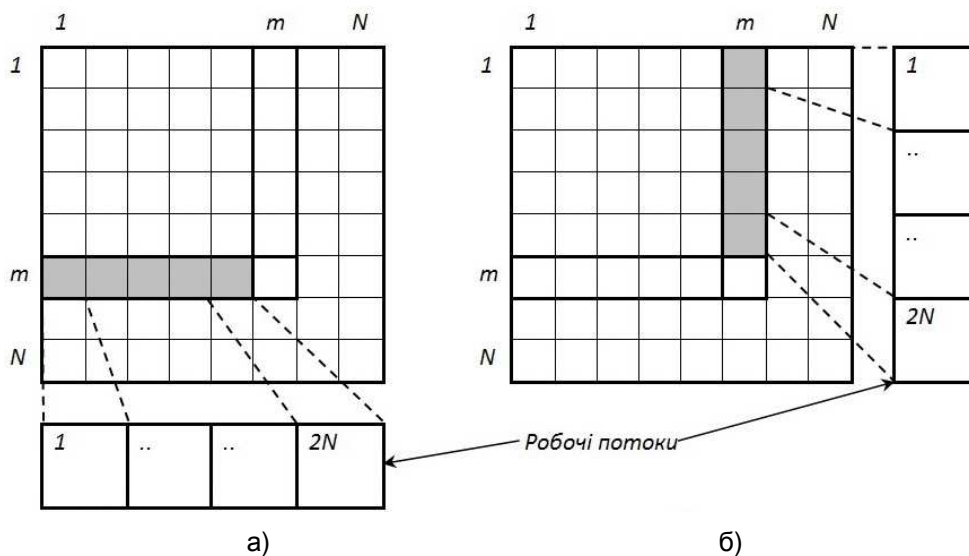 1 m N 1 m N
1 1 1
..
..
m m
2N
N N
1 .. .. 2N Робочі потоки
а) б)